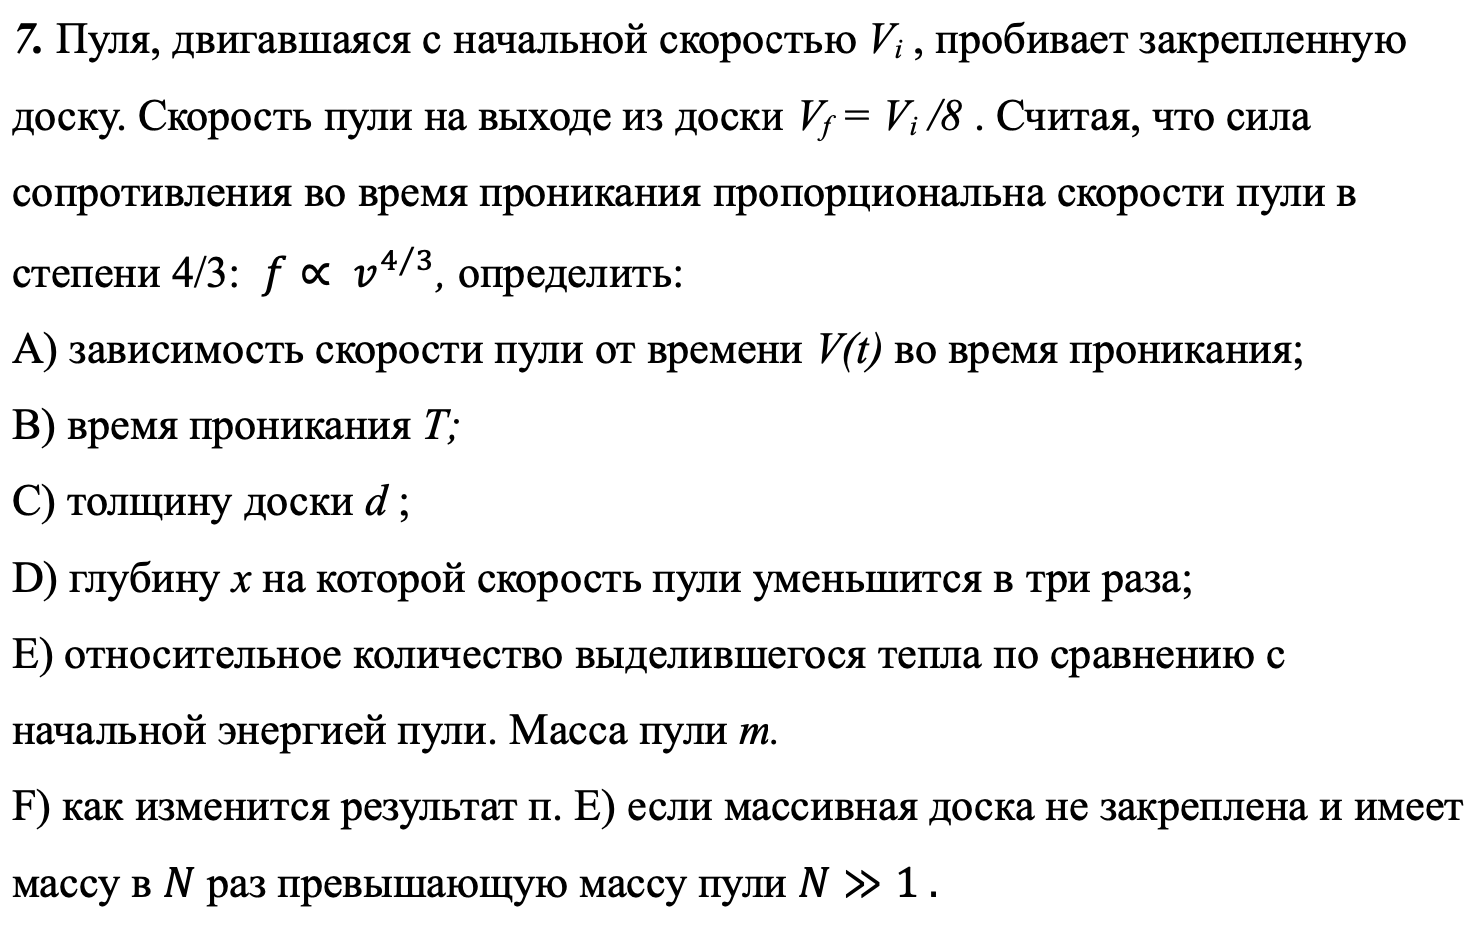 7. Пуля, двигавшаяся с начальной скоростью Vᵢ , пробивает закрепленную
доску. Скорость пули на выходе из доски V_f = Vᵢ /8 . Считая, что сила
сопротивления во время проникания пропорциональна скорости пули в
степени 4/3: f ∝ v^{4/3}, определить:
A) зависимость скорости пули от времени V(t) во время проникания;
B) время проникания T;
C) толщину доски d ;
D) глубину x на которой скорость пули уменьшится в три раза;
E) относительное количество выделившегося тепла по сравнению с
начальной энергией пули. Масса пули m.
F) как изменится результат п. E) если массивная доска не закреплена и имеет
массу в N раз превышающую массу пули N ≫ 1 .